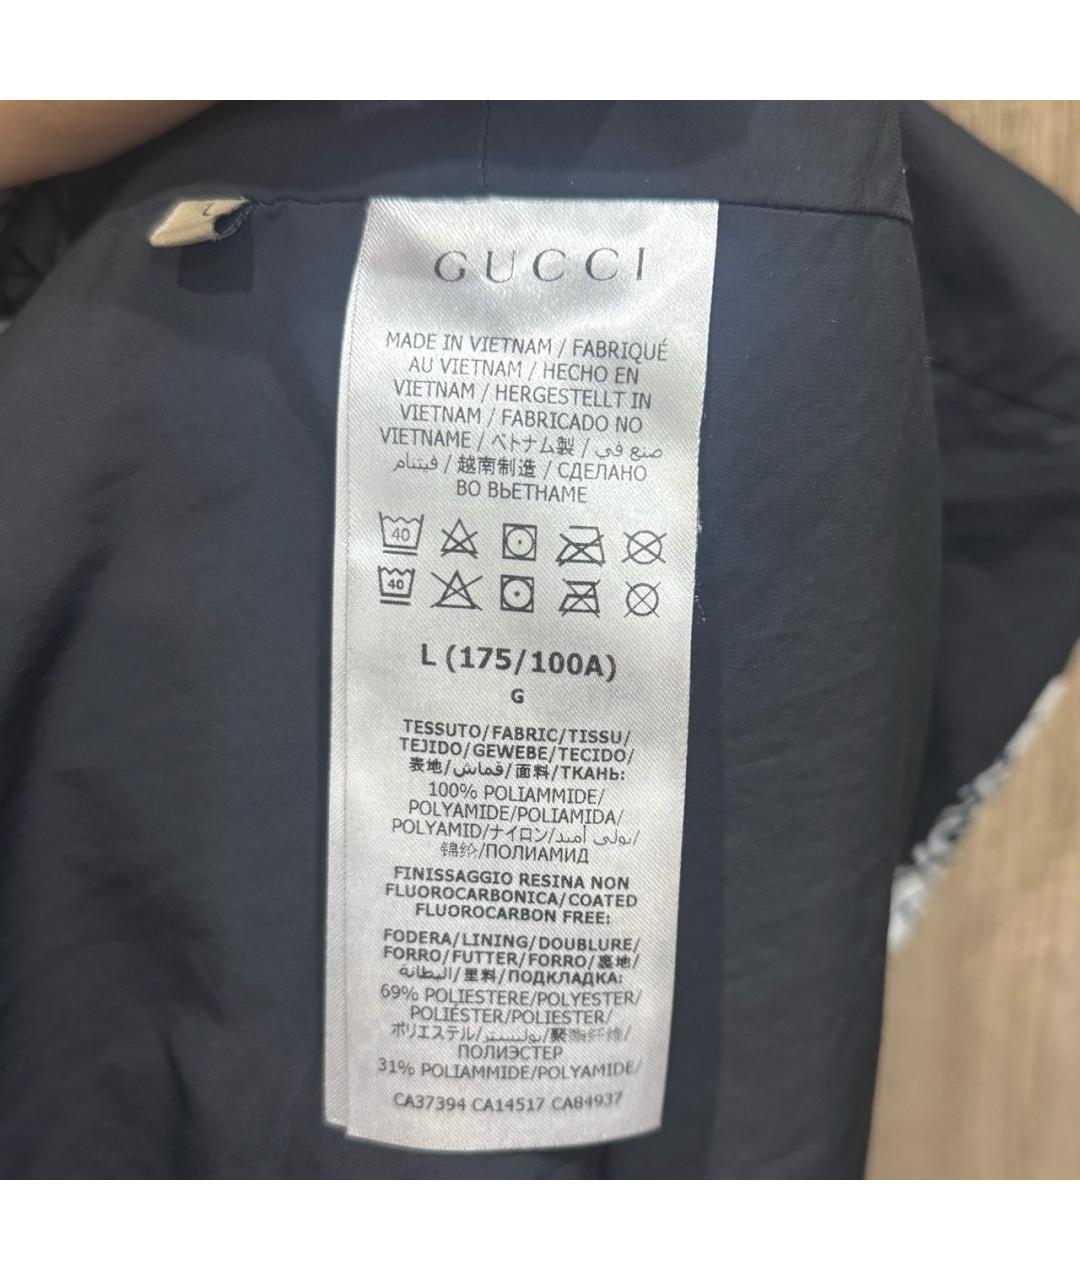 L
GUCCI
MADE IN VIETNAM / FABRIQUÉ
AU VIETNAM / HECHO EN
VIETNAM / HERGESTELLT IN
VIETNAM / FABRICADO NO
VIETNAME / ベトナム製 / صنع في
فيتنام / 越南制造 / СДЕЛАНО
ВО ВЬЕТНАМЕ
40
40
L (175/100A)
G
TESSUTO/FABRIC/TISSU/
TEJIDO/GEWEBE/TECIDO/
表地/قماش/面料/ТКАНЬ:
100% POLIAMMIDE/
POLYAMIDE/POLIAMIDA/
POLYAMID/ナイロン/بولي أميد/
锦纶/ПОЛИАМИД
FINISSAGGIO RESINA NON
FLUOROCARBONICA/COATED
FLUOROCARBON FREE:
FODERA/LINING/DOUBLURE/
FORRO/FUTTER/FORRO/裏地/
البطانة/里料/ПОДКЛАДКА:
69% POLIESTERE/POLYESTER/
POLIÉSTER/POLIESTER/
ポリエステル/بوليستر/聚酯纤维/
ПОЛИЭСТЕР
31% POLIAMMIDE/POLYAMIDE/
CA37394 CA14517 CA84937